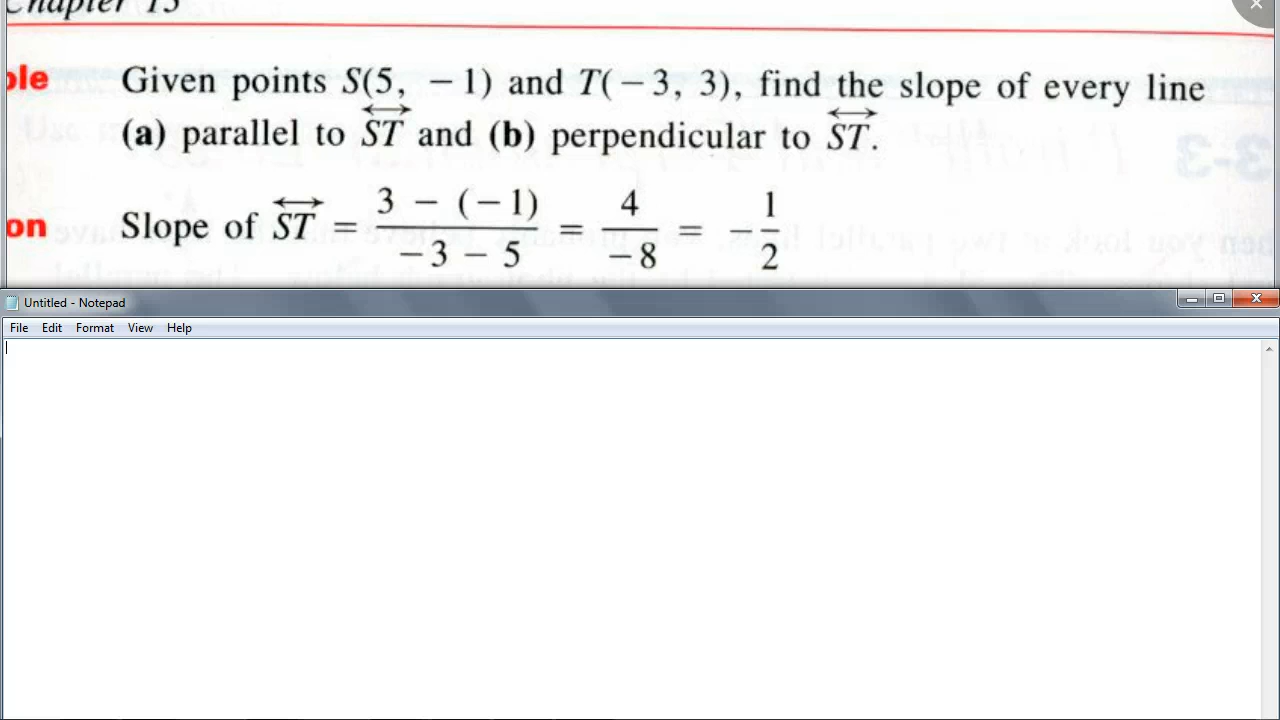 Chapter 13
ple Given points S(5, −1) and T(−3, 3), find the slope of every line
(a) parallel to ST and (b) perpendicular to ST.
on Slope of ST = 3 − (−1) / −3 − 5 = 4 / −8 = −1/2
Untitled - Notepad
File Edit Format View Help